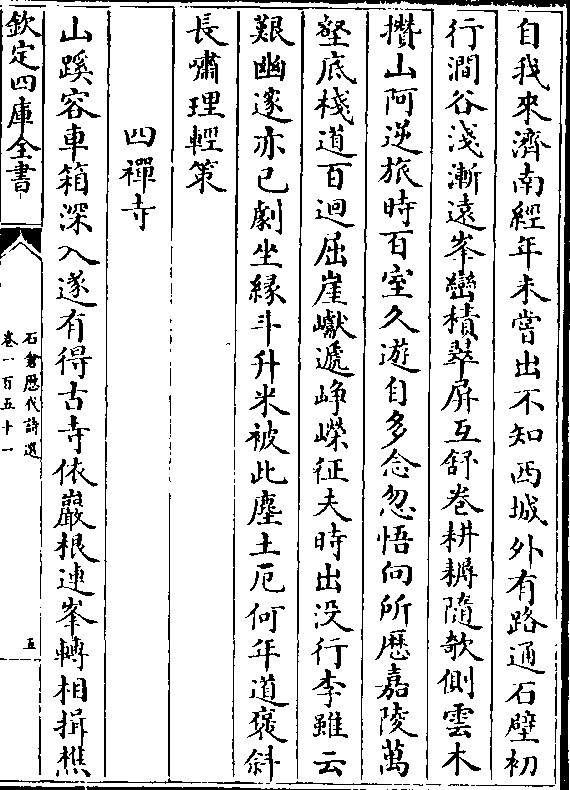 自我來濟南經年未嘗出不知西城外有路通石壁初
行澗谷淺漸遠峯巒積翠屏互舒卷耕耨隨欹側雲木
攅山阿逆旅時百室久遊自多念忽悟向所歴嘉陵萬
壑底棧道百迴屈崖巘遞崢嶸征夫時出没行李雖云
艱幽邃亦已劇坐緣斗升米被此塵土厄何年道褒斜
長嘯理輕策
四禪寺
山蹊容車箱深入遂有得古寺依巖根連峯轉相揖樵
欽定四庫全書
石倉歴代詩選
卷一百五十一
五